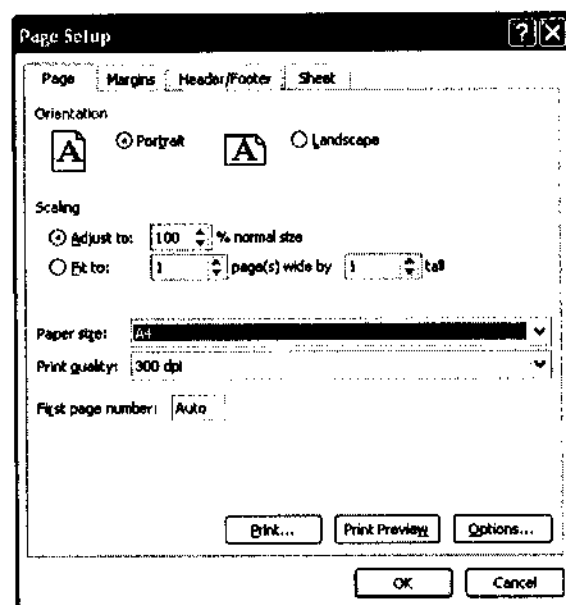 Page Setup
Page Margins Header/Footer Sheet
Orientation
A Portrait A Landscape
Scaling
Adjust to: 100 % normal size
Fit to: 1 page(s) wide by 1 tall
Paper size: A4
Print quality: 300 dpi
First page number: Auto
Print... Print Preview Options...
OK Cancel